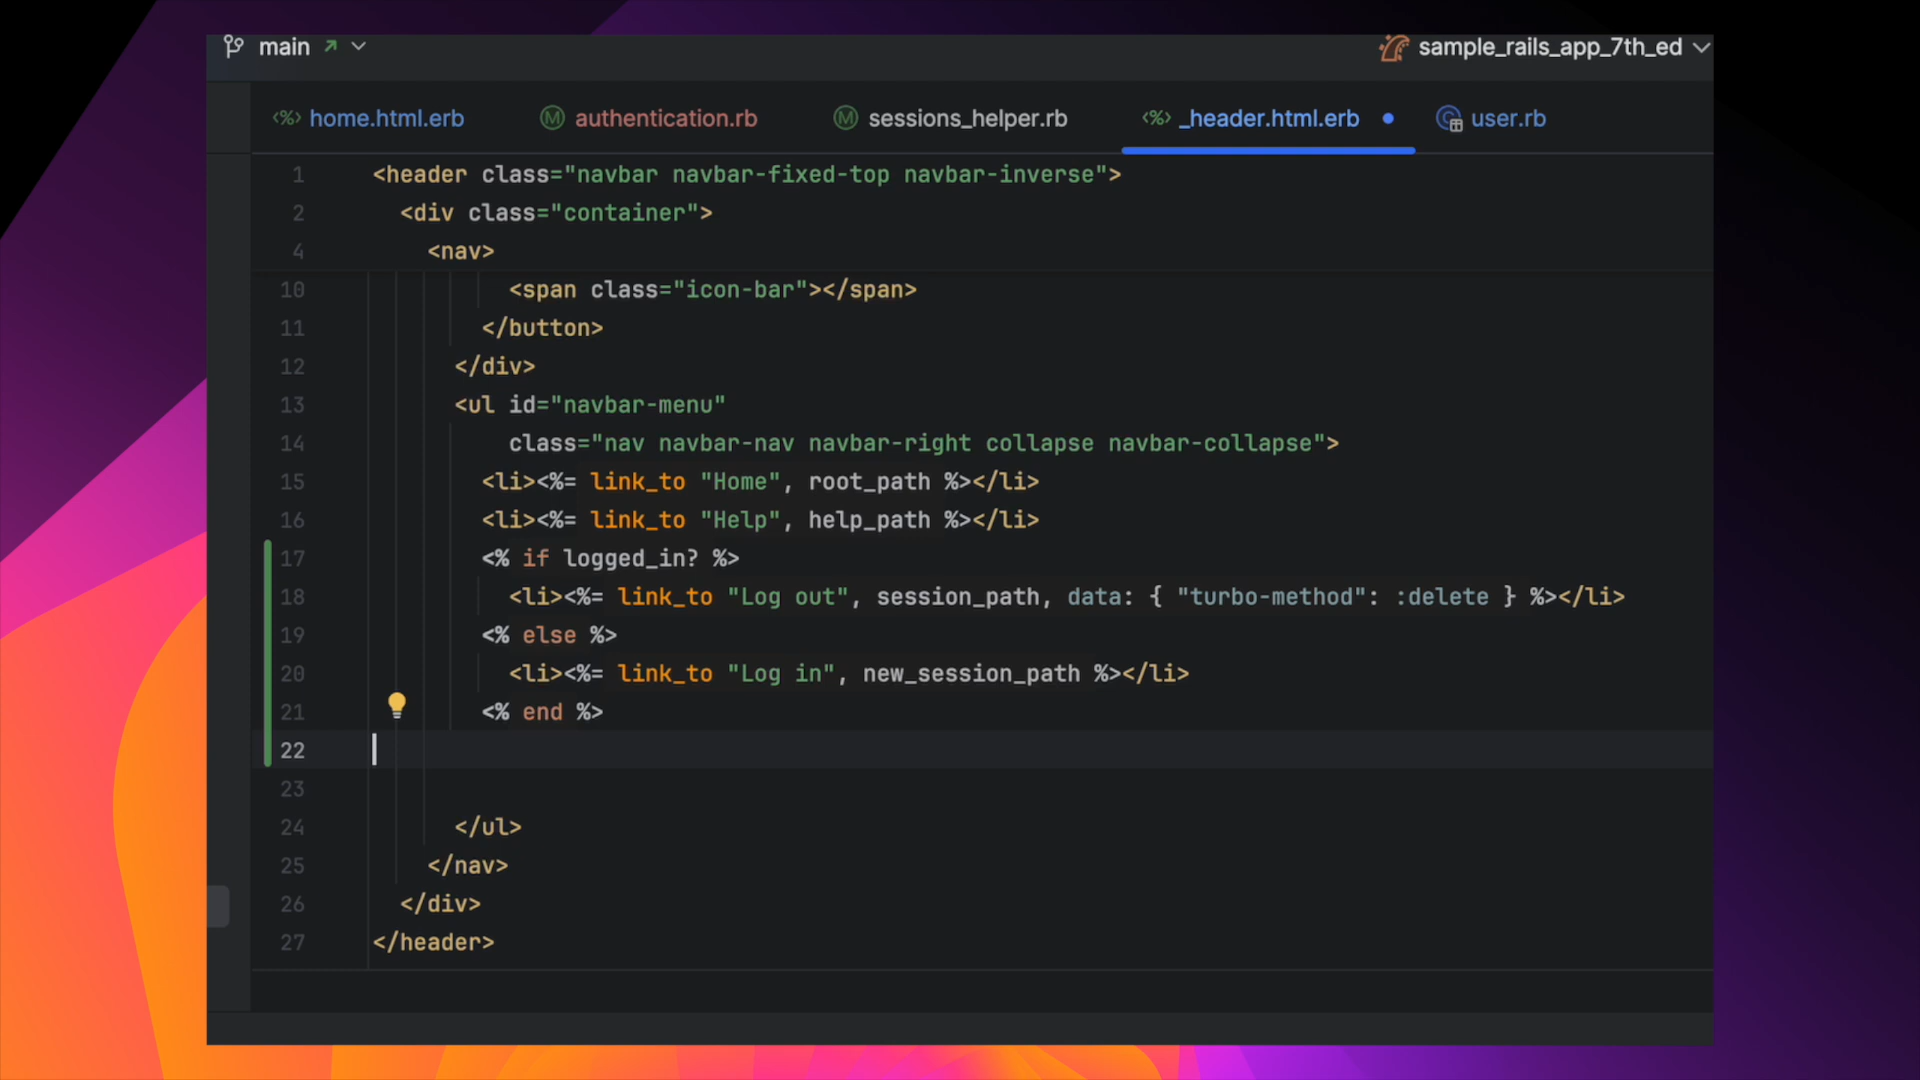 main
sample_rails_app_7th_ed
<%> home.html.erb
M authentication.rb
M sessions_helper.rb
<%> _header.html.erb
C user.rb
1 <header class="navbar navbar-fixed-top navbar-inverse">
2 <div class="container">
4 <nav>
10 <span class="icon-bar"></span>
11 </button>
12 </div>
13 <ul id="navbar-menu"
14 class="nav navbar-nav navbar-right collapse navbar-collapse">
15 <li><%= link_to "Home", root_path %></li>
16 <li><%= link_to "Help", help_path %></li>
17 <% if logged_in? %>
18 <li><%= link_to "Log out", session_path, data: { "turbo-method": :delete } %></li>
19 <% else %>
20 <li><%= link_to "Log in", new_session_path %></li>
21 <% end %>
22
23
24 </ul>
25 </nav>
26 </div>
27 </header>